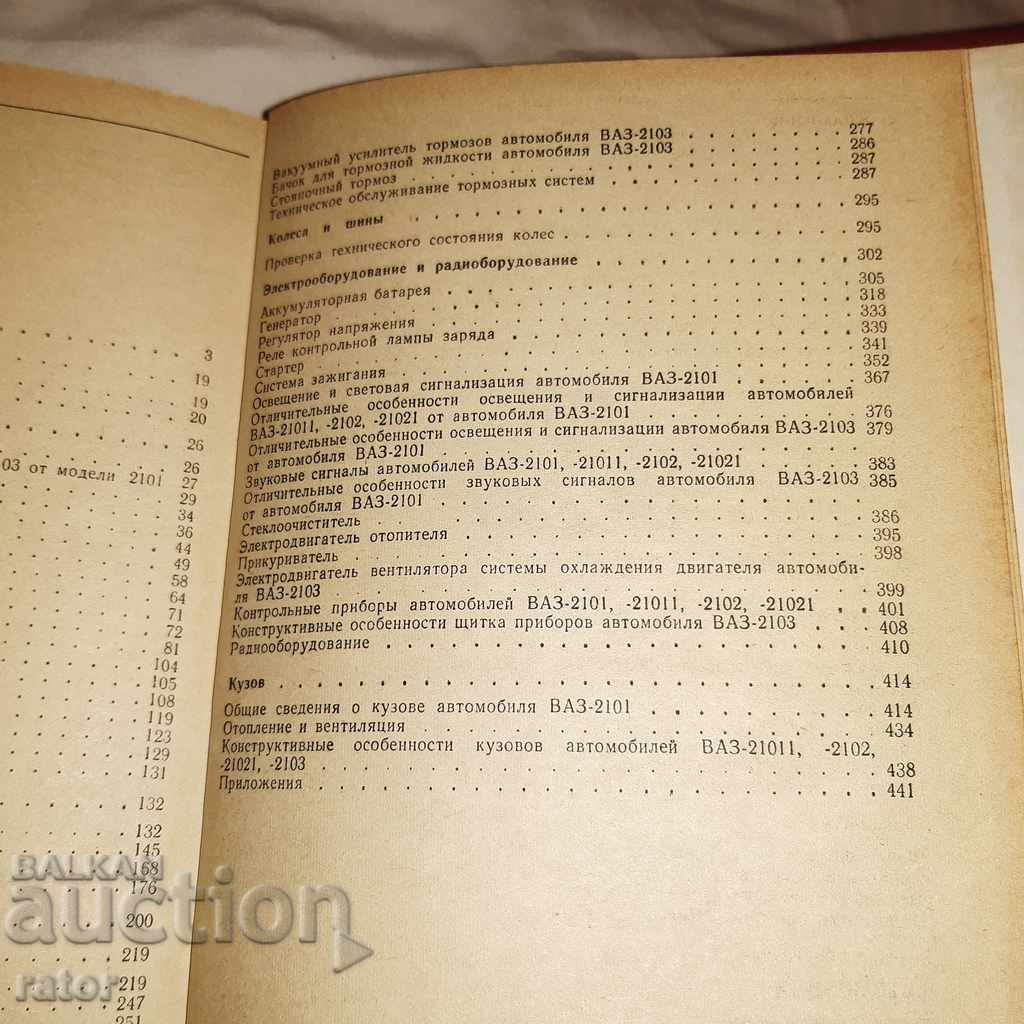 3
19
19
20
26
26
03 от модели 2101 27
29
34
36
44
49
58
64
71
72
81
104
105
108
119
123
129
131
132
132
145
168
176
200
219
219
247
251
Вакуумный усилитель тормозов автомобиля ВАЗ-2103 . . . . . . . . 277
Бачок для тормозной жидкости автомобиля ВАЗ-2103 . . . . . . . . 286
Стояночный тормоз . . . . . . . . 287
Техническое обслуживание тормозных систем . . . . . . . . 287
Колеса и шины . . . . . . . . 295
Проверка технического состояния колес . . . . . . . . 295
Электрооборудование и радиоборудование . . . . . . . . 302
Аккумуляторная батарея . . . . . . . . 305
Генератор . . . . . . . . 318
Регулятор напряжения . . . . . . . . 333
Реле контрольной лампы заряда . . . . . . . . 339
Стартер . . . . . . . . 341
Система зажигания . . . . . . . . 352
Освещение и световая сигнализация автомобиля ВАЗ-2101 . . . . . . 367
Отличительные особенности освещения и сигнализации автомобилей
ВАЗ-21011, -2102, -21021 от автомобиля ВАЗ-2101 . . . . . . . . 376
Отличительные особенности освещения и сигнализации автомобиля ВАЗ-2103 379
от автомобиля ВАЗ-2101 . . . . . . . .
Звуковые сигналы автомобилей ВАЗ-2101, -21011, -2102, -21021 . . . . . 383
Отличительные особенности звуковых сигналов автомобиля ВАЗ-2103 385
от автомобиля ВАЗ-2101 . . . . . . . .
Стеклоочиститель . . . . . . . . 386
Электродвигатель отопителя . . . . . . . . 395
Прикуриватель . . . . . . . . 398
Электродвигатель вентилятора системы охлаждения двигателя автомоби-
ля ВАЗ-2103 . . . . . . . . 399
Контрольные приборы автомобилей ВАЗ-2101, -21011, -2102, -21021 . . 401
Конструктивные особенности щитка приборов автомобиля ВАЗ-2103 . . . . 408
Радиооборудование . . . . . . . . 410
Кузов . . . . . . . . 414
Общие сведения о кузове автомобиля ВАЗ-2101 . . . . . . . . 414
Отопление и вентиляция . . . . . . . . 434
Конструктивные особенности кузовов автомобилей ВАЗ-21011, -2102,
-21021, -2103 . . . . . . . . 438
Приложения . . . . . . . . 441
BALKAN
auction
rator